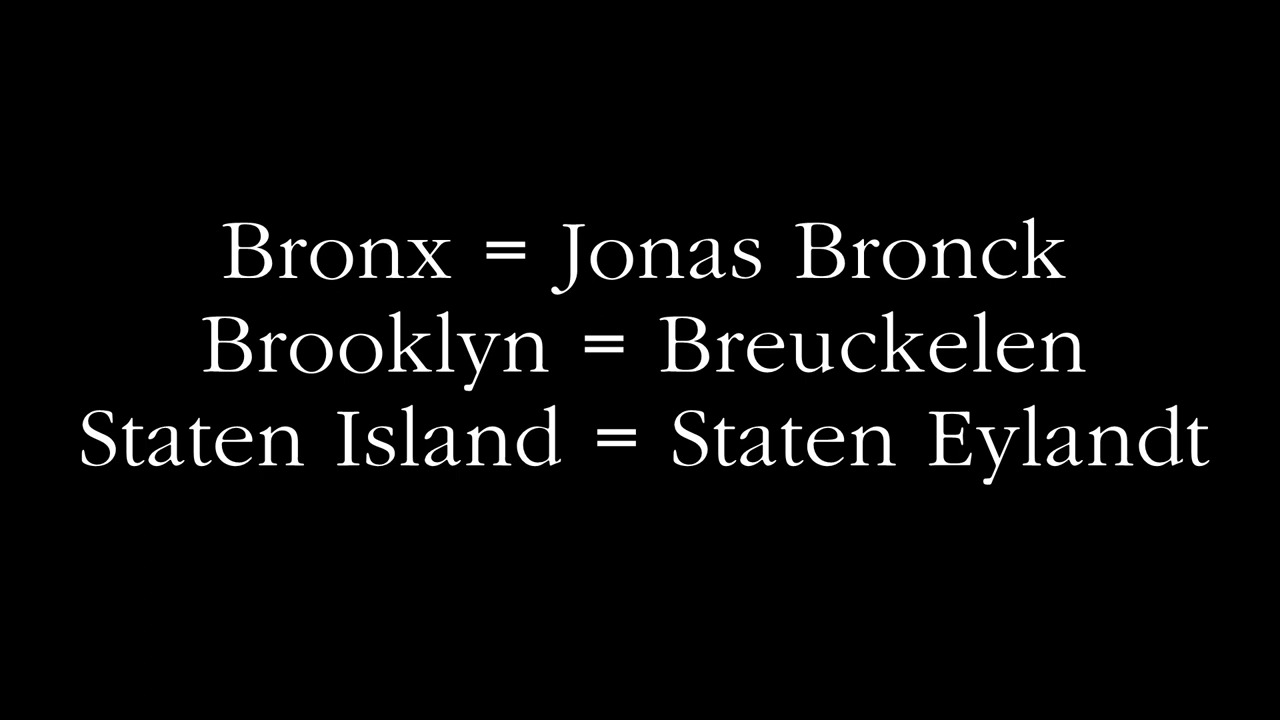 Bronx = Jonas Bronck
Brooklyn = Breuckelen
Staten Island = Staten Eylandt